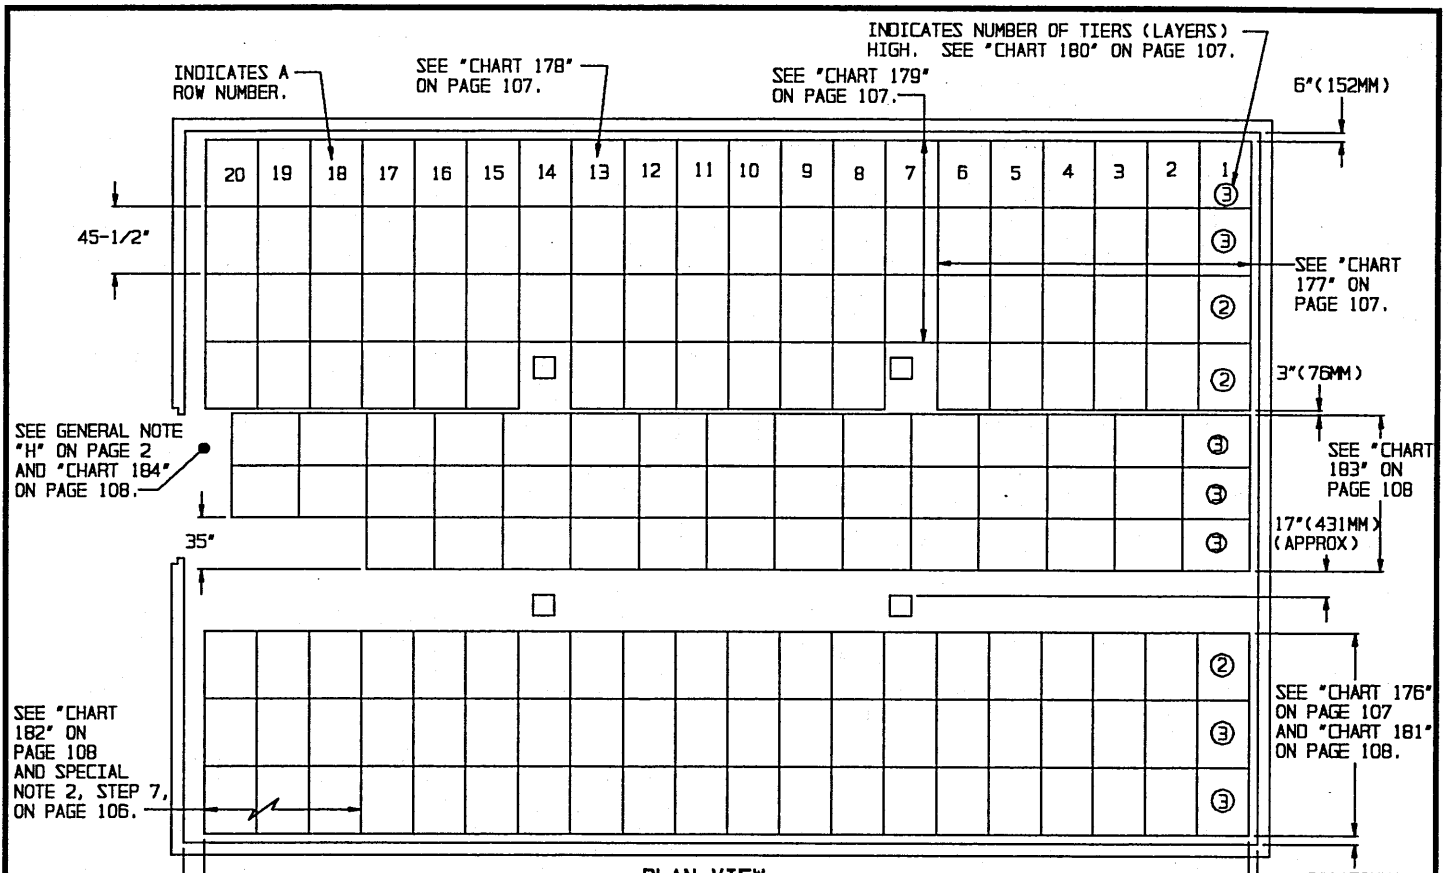 INDICATES NUMBER OF TIERS (LAYERS)
HIGH. SEE "CHART 180" ON PAGE 107.
INDICATES A
ROW NUMBER.
SEE "CHART 178"
ON PAGE 107.
SEE "CHART 179"
ON PAGE 107.
6"(152MM)
20 19 18 17 16 15 14 13 12 11 10 9 8 7 6 5 4 3 2 1
3
45-1/2"
3
SEE "CHART
177" ON
PAGE 107.
2
2
3"(76MM)
SEE GENERAL NOTE
"H" ON PAGE 2
AND "CHART 184"
ON PAGE 108.
3
SEE "CHART
183" ON
PAGE 108
3
35"
3
17"(431MM)
(APPROX)
2
SEE "CHART 176"
ON PAGE 107
AND "CHART 181"
ON PAGE 108.
SEE "CHART
182" ON
PAGE 108
AND SPECIAL
NOTE 2, STEP 7,
ON PAGE 106.
3
3
PLAN VIEW